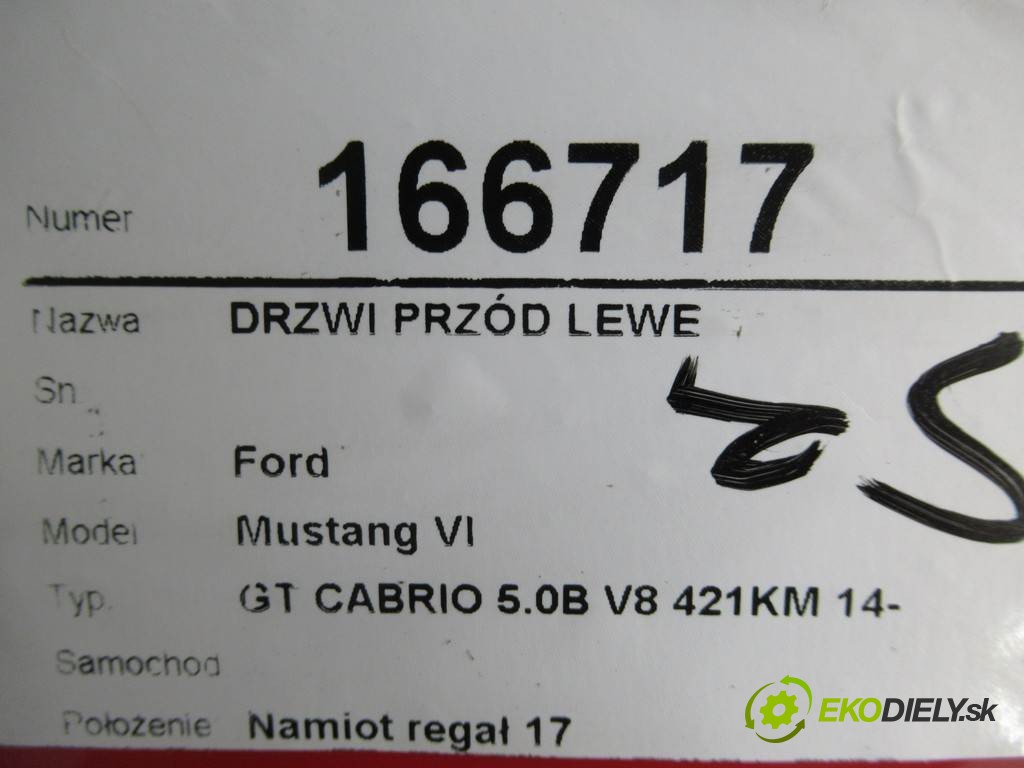 Numer 166717
Nazwa DRZWI PRZÓD LEWE
Sn
Marka Ford
Model Mustang VI
Typ. GT CABRIO 5.0B V8 421KM 14-
Samochod
Położenie Namiot regał 17
EKODIELY.sk